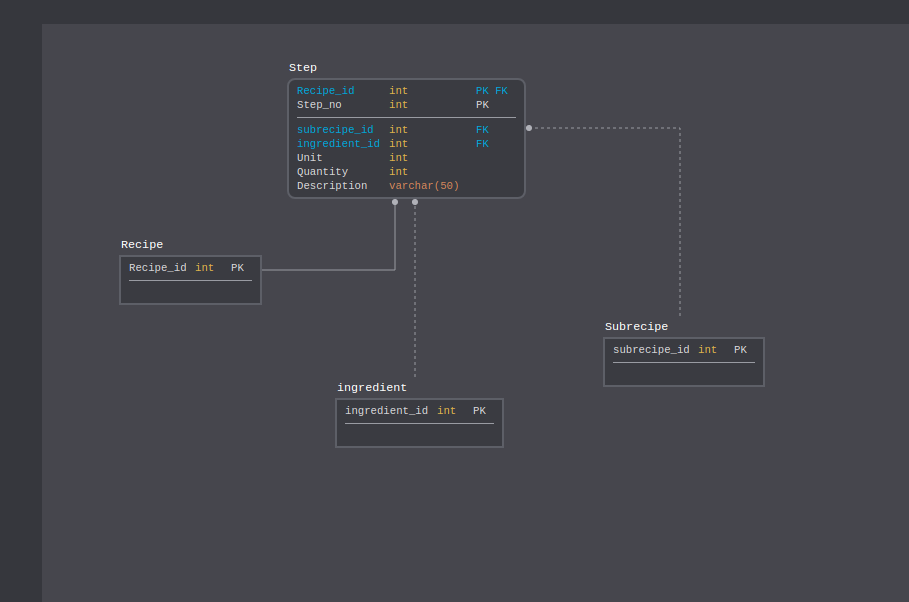 Step
Recipe_id int PK FK
Step_no int PK
subrecipe_id int FK
ingredient_id int FK
Unit int
Quantity int
Description varchar(50)
Recipe
Recipe_id int PK
Subrecipe
subrecipe_id int PK
ingredient
ingredient_id int PK